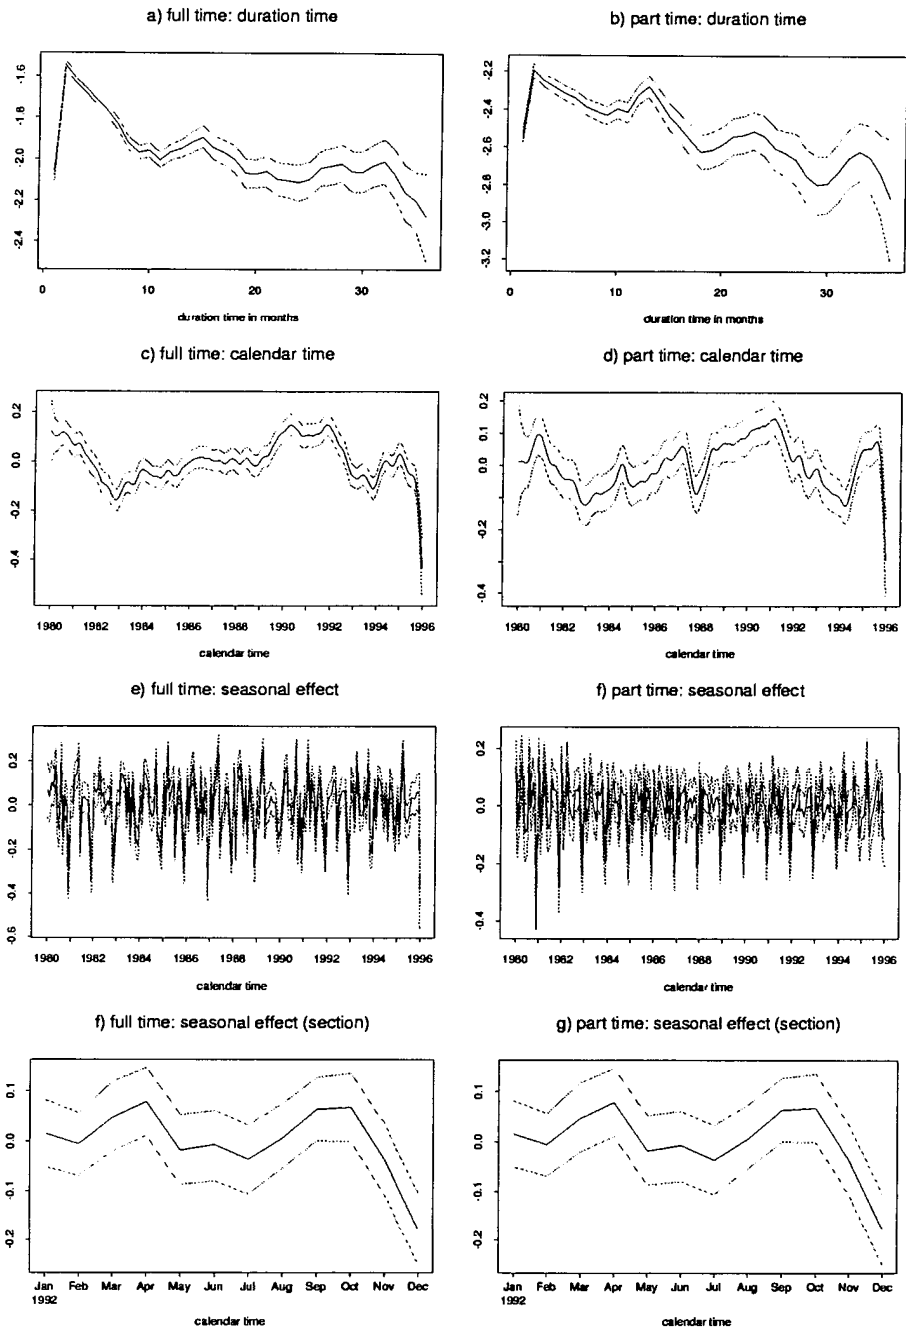 a) full time: duration time
-1.6
-1.8
-2.0
-2.2
-2.4
0 10 20 30
duration time in months
b) part time: duration time
-2.2
-2.4
-2.6
-2.8
-3.0
-3.2
0 10 20 30
duration time in months
c) full time: calendar time
0.2
0.0
-0.2
-0.4
1980 1982 1984 1986 1988 1990 1992 1994 1996
calendar time
d) part time: calendar time
0.2
0.1
0.0
-0.2
-0.4
1980 1982 1984 1986 1988 1990 1992 1994 1996
calendar time
e) full time: seasonal effect
0.2
0.0
-0.2
-0.4
-0.6
1980 1982 1984 1986 1988 1990 1992 1994 1996
calendar time
f) part time: seasonal effect
0.2
0.0
-0.2
-0.4
1980 1982 1984 1986 1988 1990 1992 1994 1996
calendar time
f) full time: seasonal effect (section)
0.1
0.0
-0.1
-0.2
Jan Feb Mar Apr May Jun Jul Aug Sep Oct Nov Dec
1992
calendar time
g) part time: seasonal effect (section)
0.1
0.0
-0.1
-0.2
Jan Feb Mar Apr May Jun Jul Aug Sep Oct Nov Dec
1992
calendar time